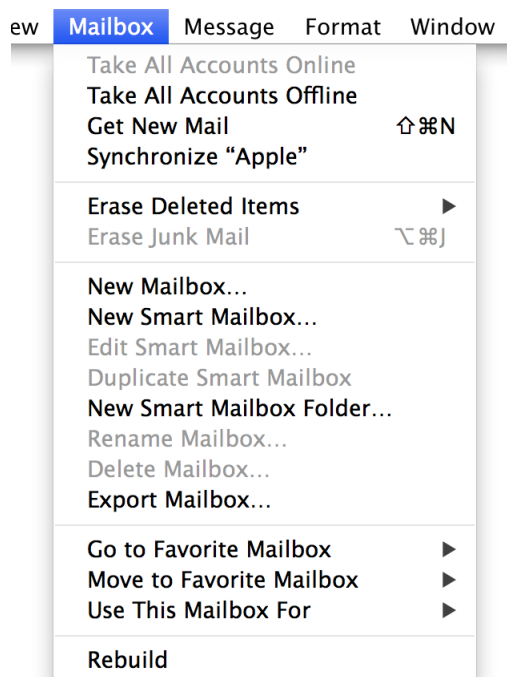 ew Mailbox Message Format Window
Take All Accounts Online
Take All Accounts Offline
Get New Mail ⇧⌘N
Synchronize “Apple”
Erase Deleted Items ▶
Erase Junk Mail ⌥⌘J
New Mailbox…
New Smart Mailbox…
Edit Smart Mailbox…
Duplicate Smart Mailbox
New Smart Mailbox Folder…
Rename Mailbox…
Delete Mailbox…
Export Mailbox…
Go to Favorite Mailbox ▶
Move to Favorite Mailbox ▶
Use This Mailbox For ▶
Rebuild